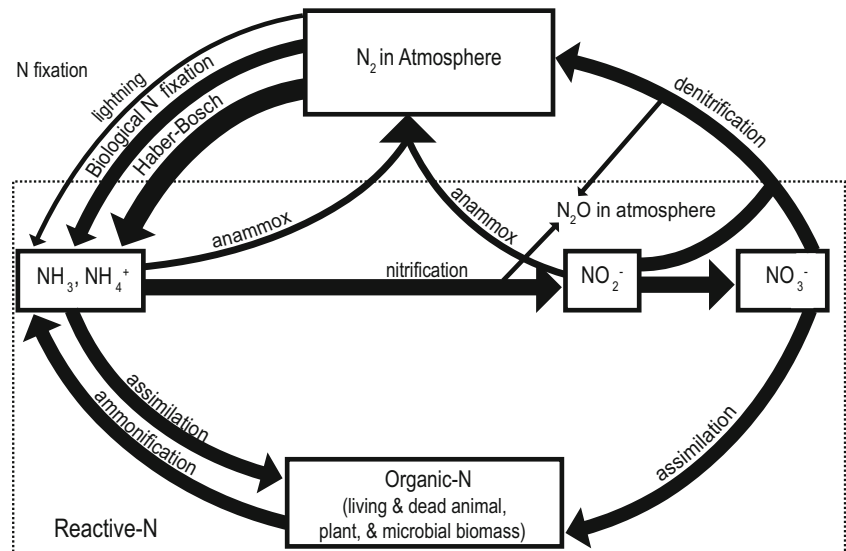 N₂ in Atmosphere
N fixation
lightning
Biological N fixation
Haber-Bosch
denitrification
anammox
anammox
N₂O in atmosphere
NH₃, NH₄⁺
nitrification
NO₂⁻
NO₃⁻
assimilation
ammonification
assimilation
Organic-N
(living & dead animal,
plant, & microbial biomass)
Reactive-N